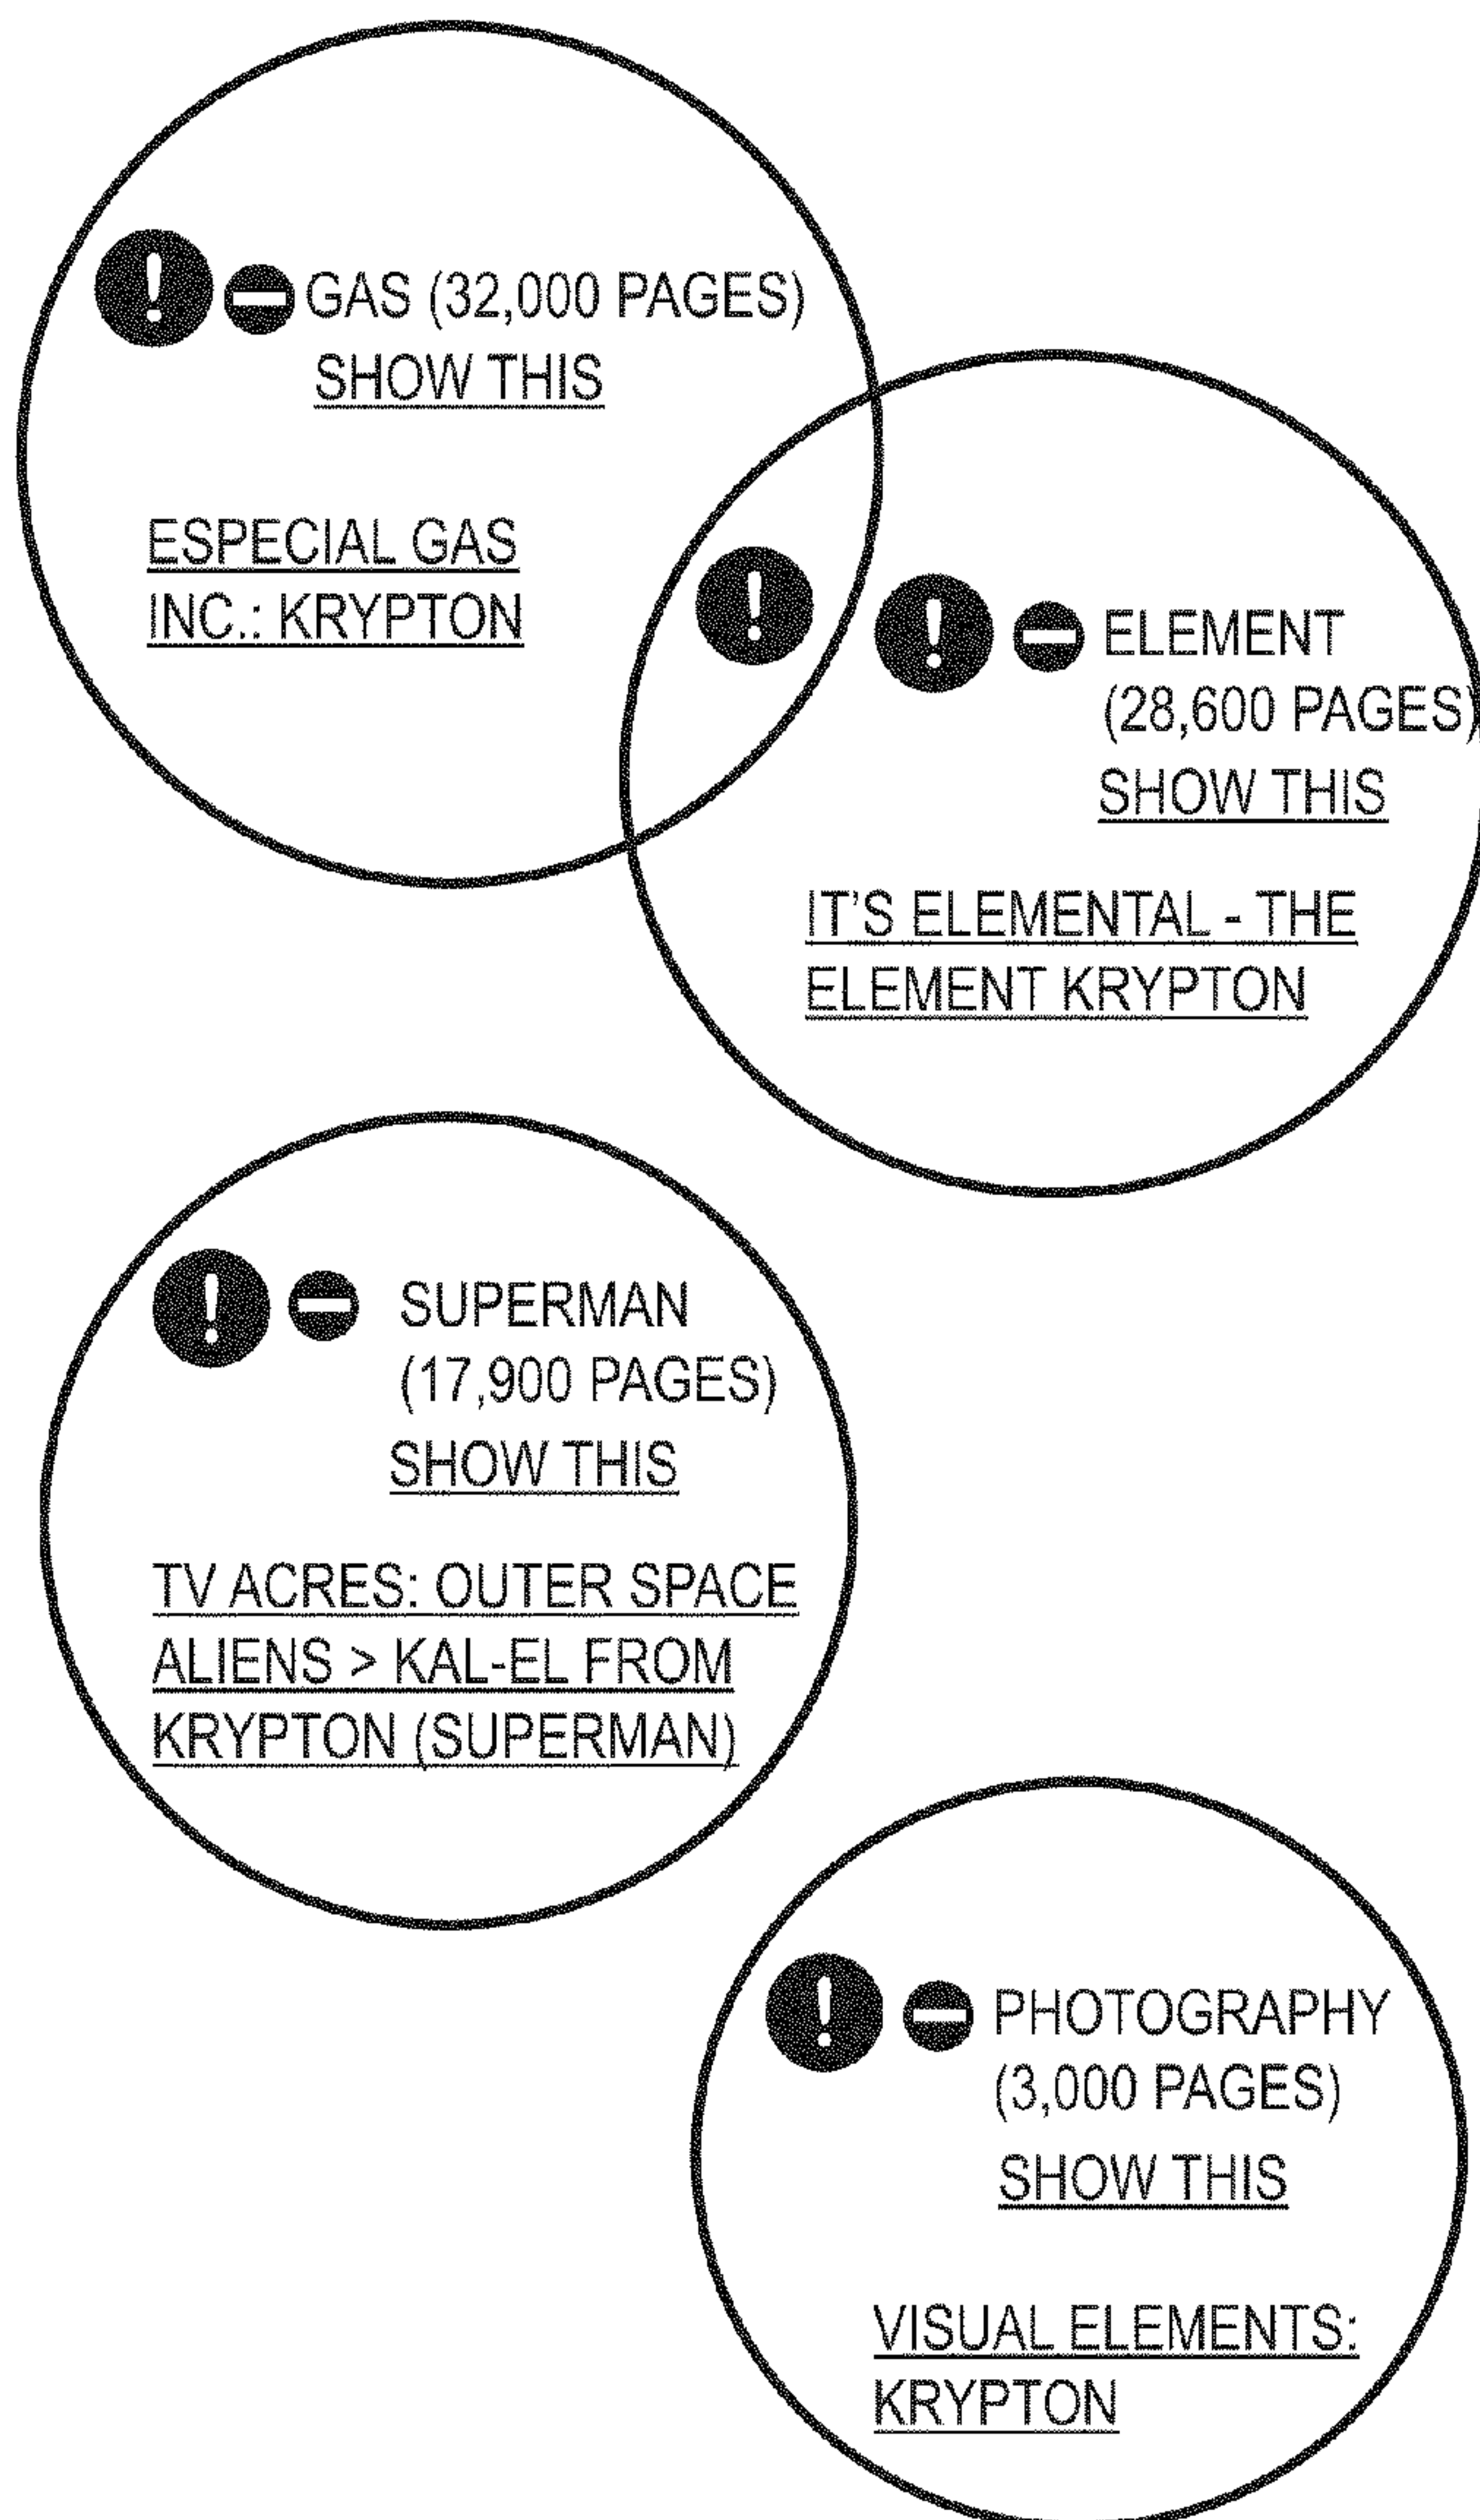 ! GAS (32,000 PAGES)
SHOW THIS
ESPECIAL GAS
INC.: KRYPTON
!
! ELEMENT
(28,600 PAGES)
SHOW THIS
IT'S ELEMENTAL - THE
ELEMENT KRYPTON
! SUPERMAN
(17,900 PAGES)
SHOW THIS
TV ACRES: OUTER SPACE
ALIENS > KAL-EL FROM
KRYPTON (SUPERMAN)
! PHOTOGRAPHY
(3,000 PAGES)
SHOW THIS
VISUAL ELEMENTS:
KRYPTON